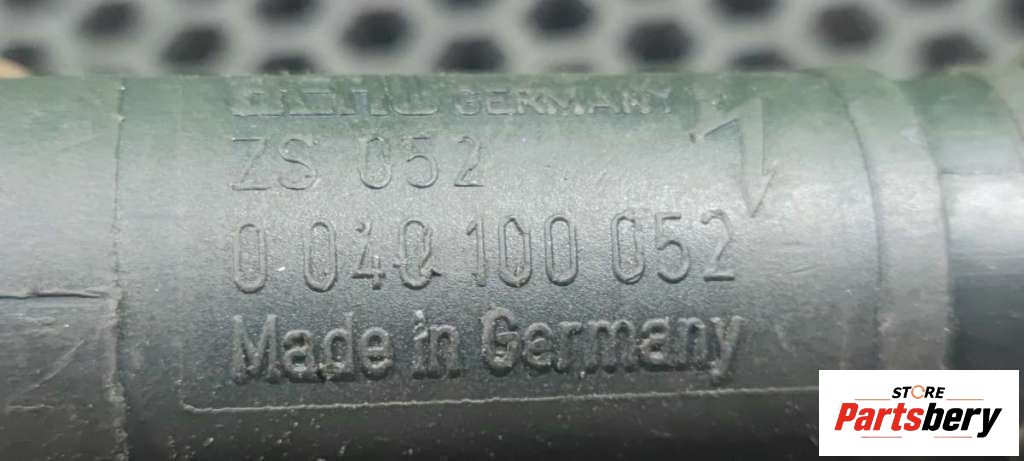 GERMANY
ZS 052
0 040 100 052
Made in Germany
STORE
Partsbery